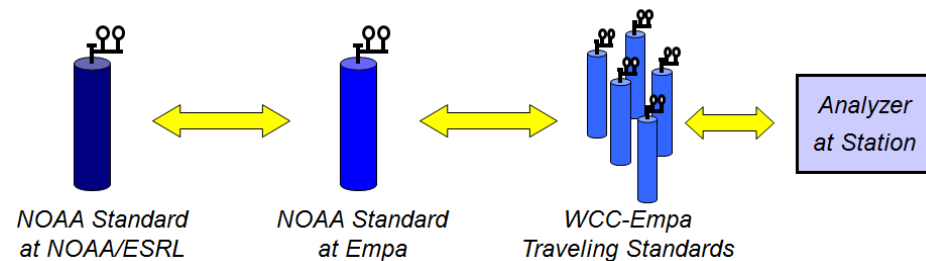 NOAA Standard
at NOAA/ESRL
NOAA Standard
at Empa
WCC-Empa
Traveling Standards
Analyzer
at Station